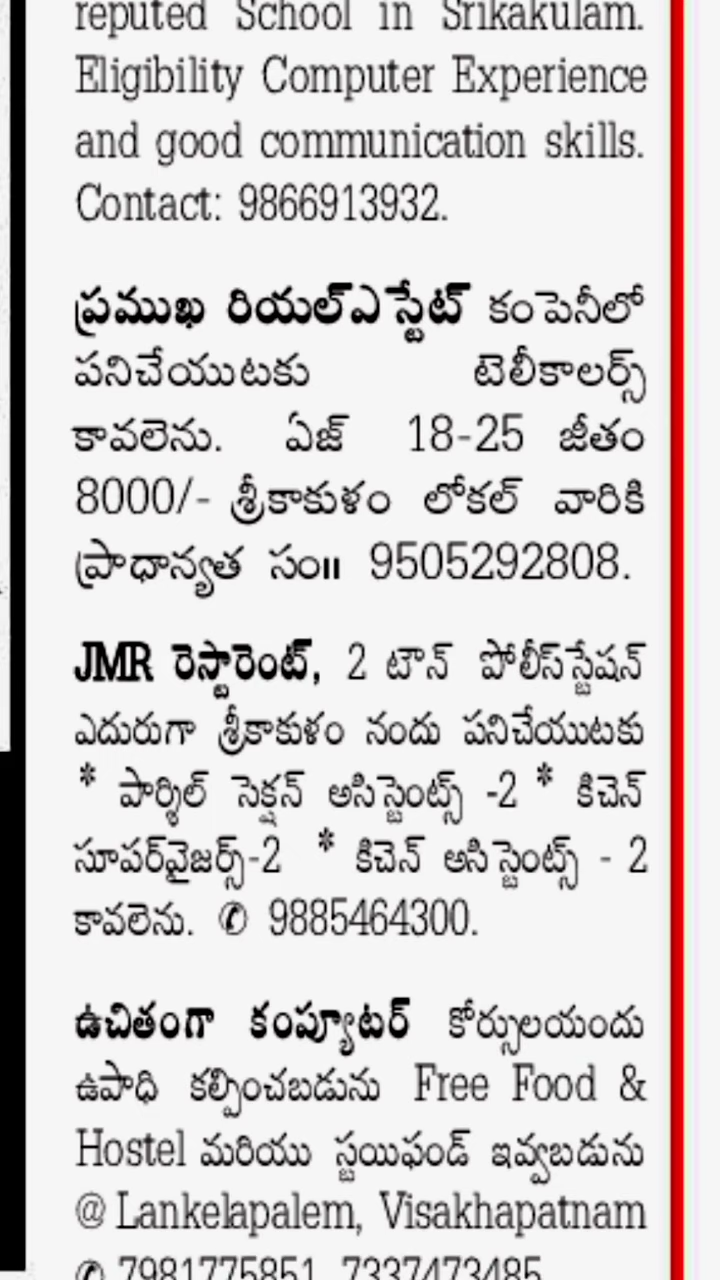 reputed School in Srikakulam.
Eligibility Computer Experience
and good communication skills.
Contact: 9866913932.
ప్రముఖ రియల్ఎస్టేట్ కంపెనీలో
పనిచేయుటకు టెలీకాలర్స్
కావలెను. ఏజ్ 18-25 జీతం
8000/- శ్రీకాకుళం లోకల్ వారికి
ప్రాధాన్యత సం॥ 9505292808.
JMR రెస్టారెంట్, 2 టౌన్ పోలీస్‌స్టేషన్
ఎదురుగా శ్రీకాకుళం నందు పనిచేయుటకు
* పార్శిల్ సెక్షన్ అసిస్టెంట్స్ -2 * కిచెన్
సూపర్‌వైజర్స్-2 * కిచెన్ అసిస్టెంట్స్ - 2
కావలెను. ✆ 9885464300.
ఉచితంగా కంప్యూటర్ కోర్సులయందు
ఉపాధి కల్పించబడును Free Food &
Hostel మరియు స్టయిఫండ్ ఇవ్వబడును
@ Lankelapalem, Visakhapatnam
✆ 7981775851, 7337473485